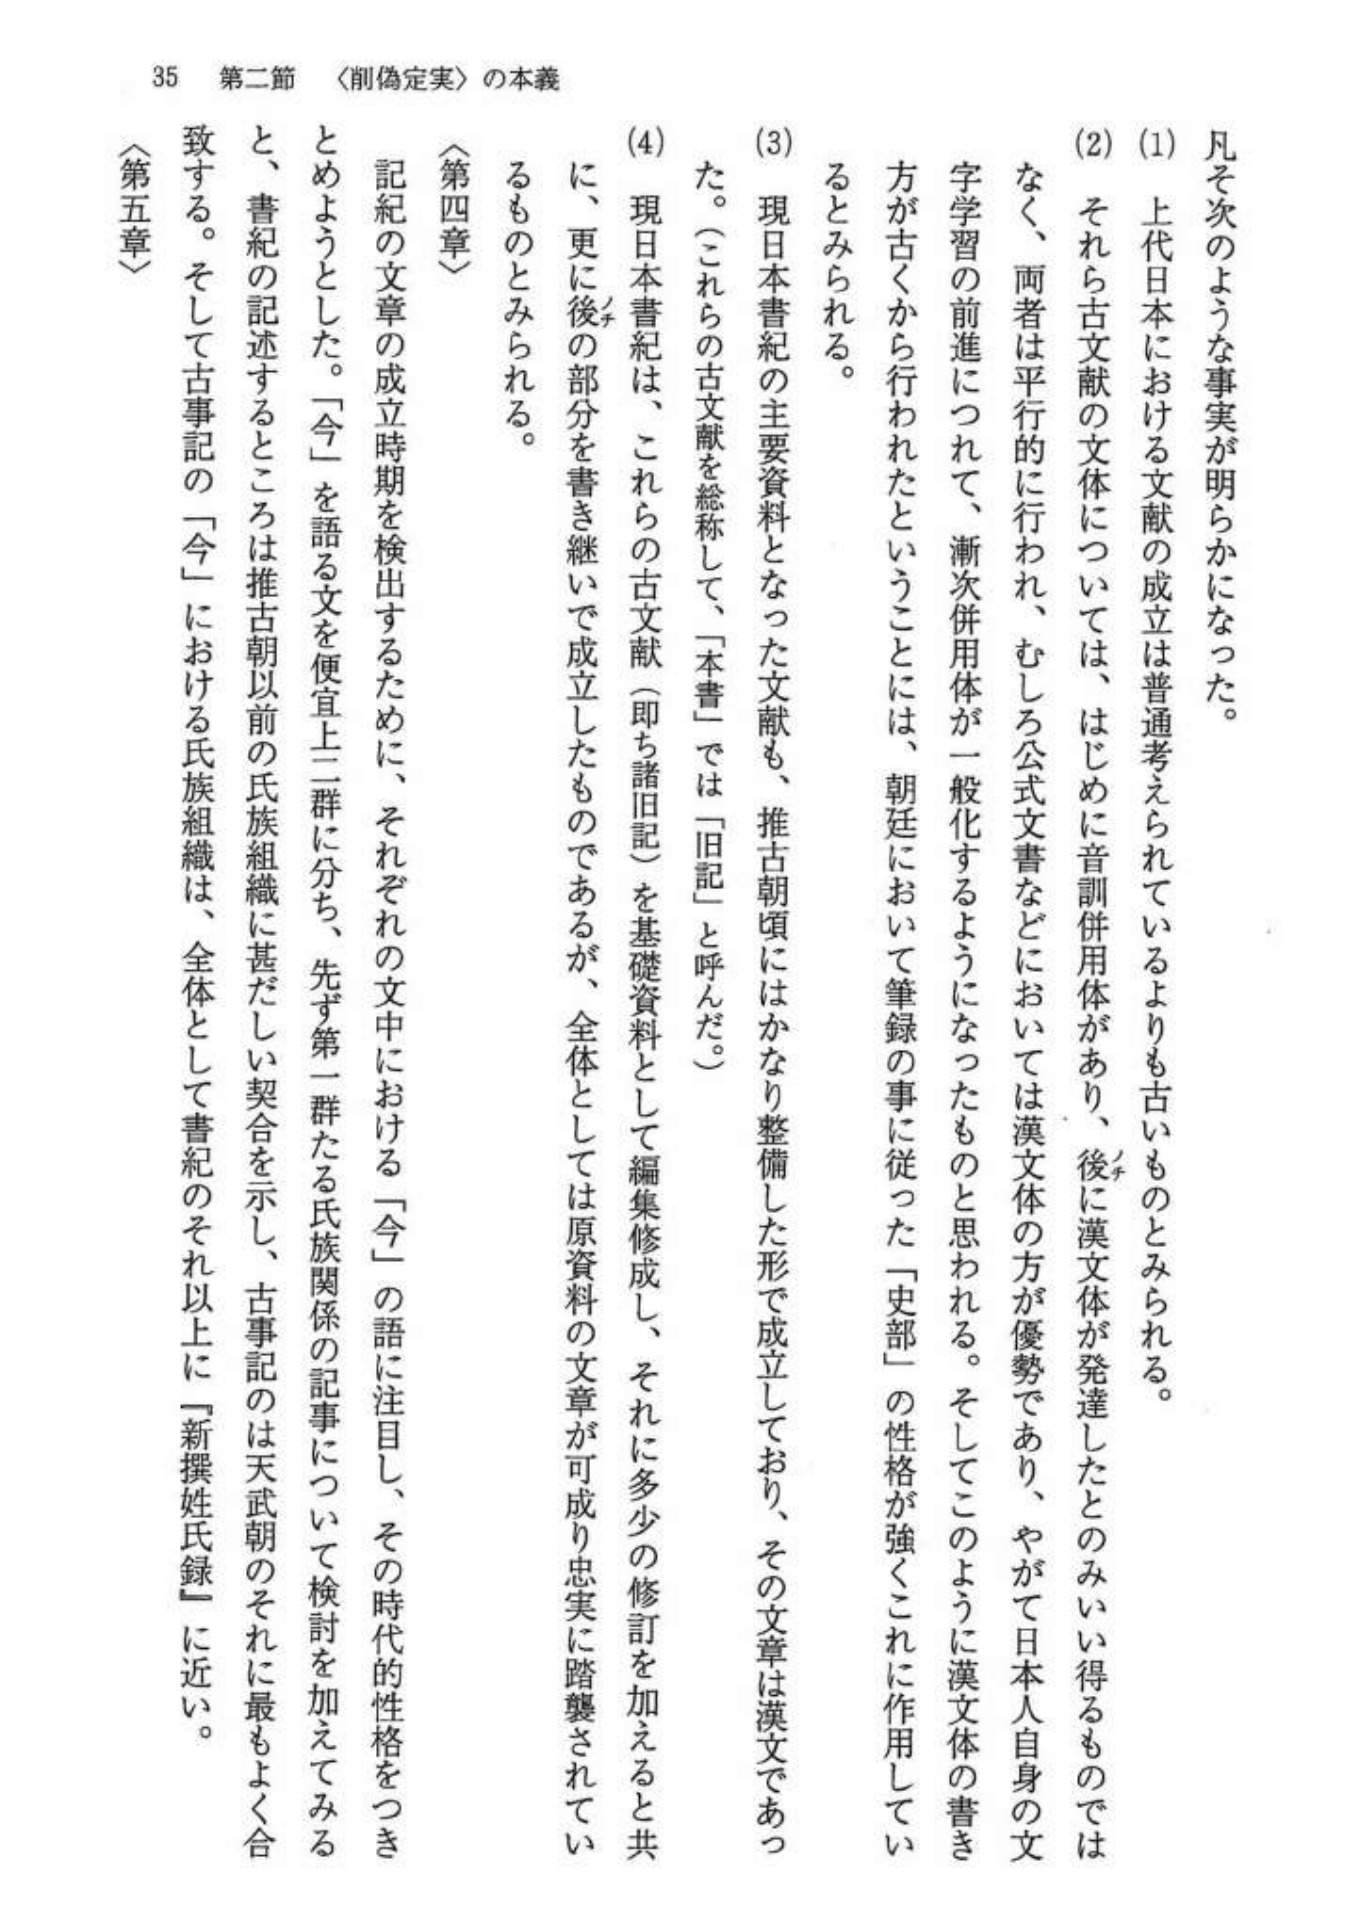 35　第二節　〈削偽定実〉の本義
凡そ次のような事実が明らかになった。
(1)　上代日本における文献の成立は普通考えられているよりも古いものとみられる。
(2)　それら古文献の文体については、はじめに音訓併用体があり、後ノチに漢文体が発達したとのみいい得るものでは
なく、両者は平行的に行われ、むしろ公式文書などにおいては漢文体の方が優勢であり、やがて日本人自身の文
字学習の前進につれて、漸次併用体が一般化するようになったものと思われる。そしてこのように漢文体の書き
方が古くから行われたということには、朝廷において筆録の事に従った「史部」の性格が強くこれに作用してい
るとみられる。
(3)　現日本書紀の主要資料となった文献も、推古朝頃にはかなり整備した形で成立しており、その文章は漢文であっ
た。（これらの古文献を総称して、「本書」では「旧記」と呼んだ。）
(4)　現日本書紀は、これらの古文献（即ち諸旧記）を基礎資料として編集修成し、それに多少の修訂を加えると共
に、更に後ノチの部分を書き継いで成立したものであるが、全体としては原資料の文章が可成り忠実に踏襲されてい
るものとみられる。
〈第四章〉
記紀の文章の成立時期を検出するために、それぞれの文中における「今」の語に注目し、その時代的性格をつき
とめようとした。「今」を語る文を便宜上二群に分ち、先ず第一群たる氏族関係の記事について検討を加えてみる
と、書紀の記述するところは推古朝以前の氏族組織に甚だしい契合を示し、古事記のは天武朝のそれに最もよく合
致する。そして古事記の「今」における氏族組織は、全体として書紀のそれ以上に『新撰姓氏録』に近い。
〈第五章〉